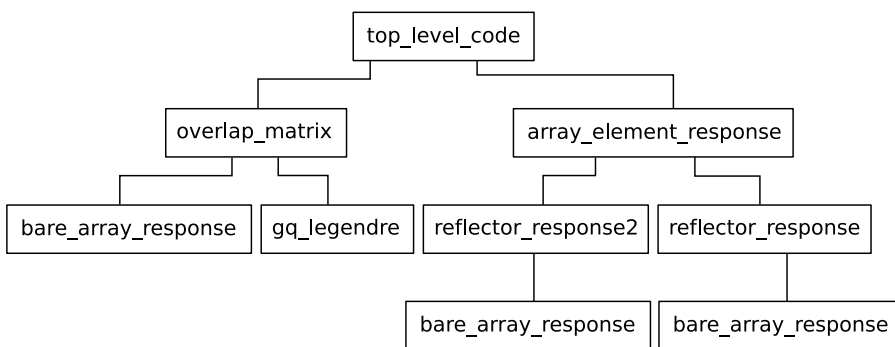 top_level_code
overlap_matrix
array_element_response
bare_array_response
gq_legendre
reflector_response2
reflector_response
bare_array_response
bare_array_response